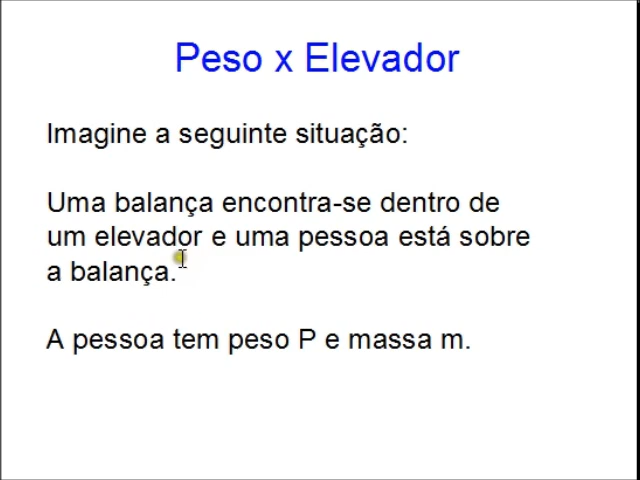 Peso x Elevador
Imagine a seguinte situação:
Uma balança encontra-se dentro de
um elevador e uma pessoa está sobre
a balança.
A pessoa tem peso P e massa m.